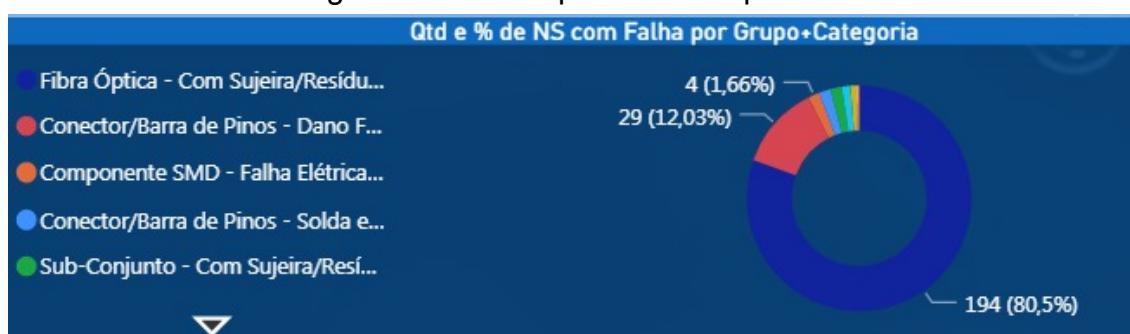 Qtd e % de NS com Falha por Grupo+Categoria
Fibra Óptica - Com Sujeira/Resídu...
Conector/Barra de Pinos - Dano F...
Componente SMD - Falha Elétrica...
Conector/Barra de Pinos - Solda e...
Sub-Conjunto - Com Sujeira/Resí...
4 (1,66%)
29 (12,03%)
194 (80,5%)